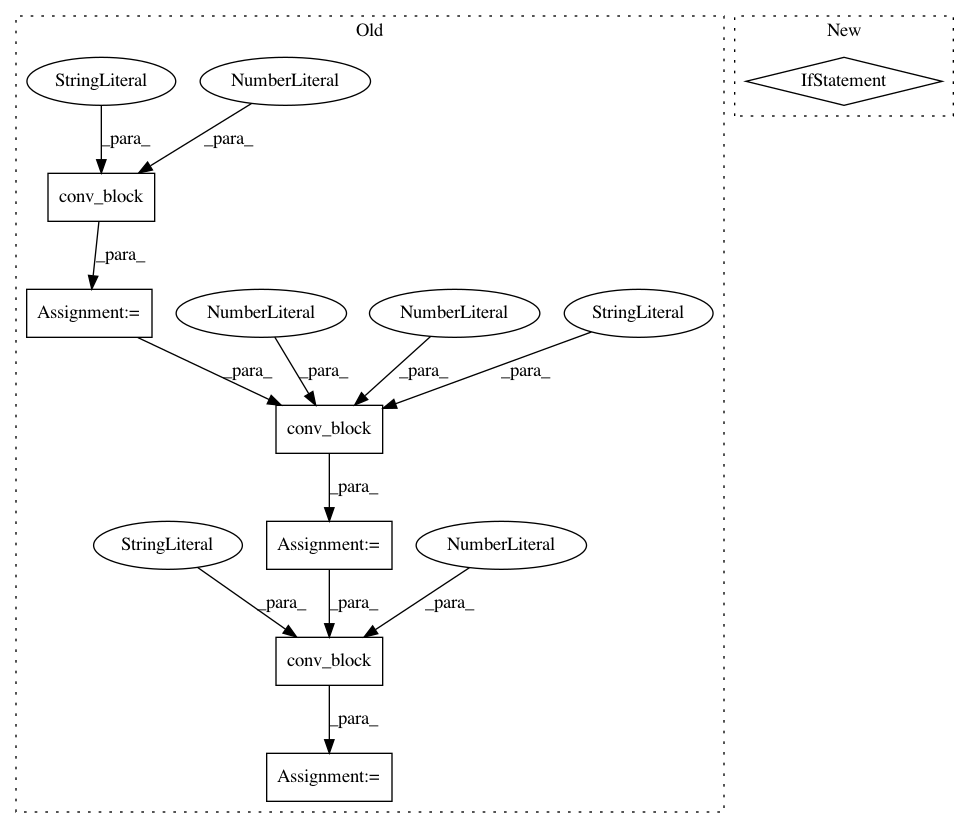 Old
New
StringLiteral
NumberLiteral
IfStatement
_para_
_para_
conv_block
_para_
Assignment:=
NumberLiteral
NumberLiteral
StringLiteral
_para_
_para_
_para_
_para_
conv_block
_para_
StringLiteral
Assignment:=
NumberLiteral
_para_
_para_
_para_
conv_block
_para_
Assignment:=